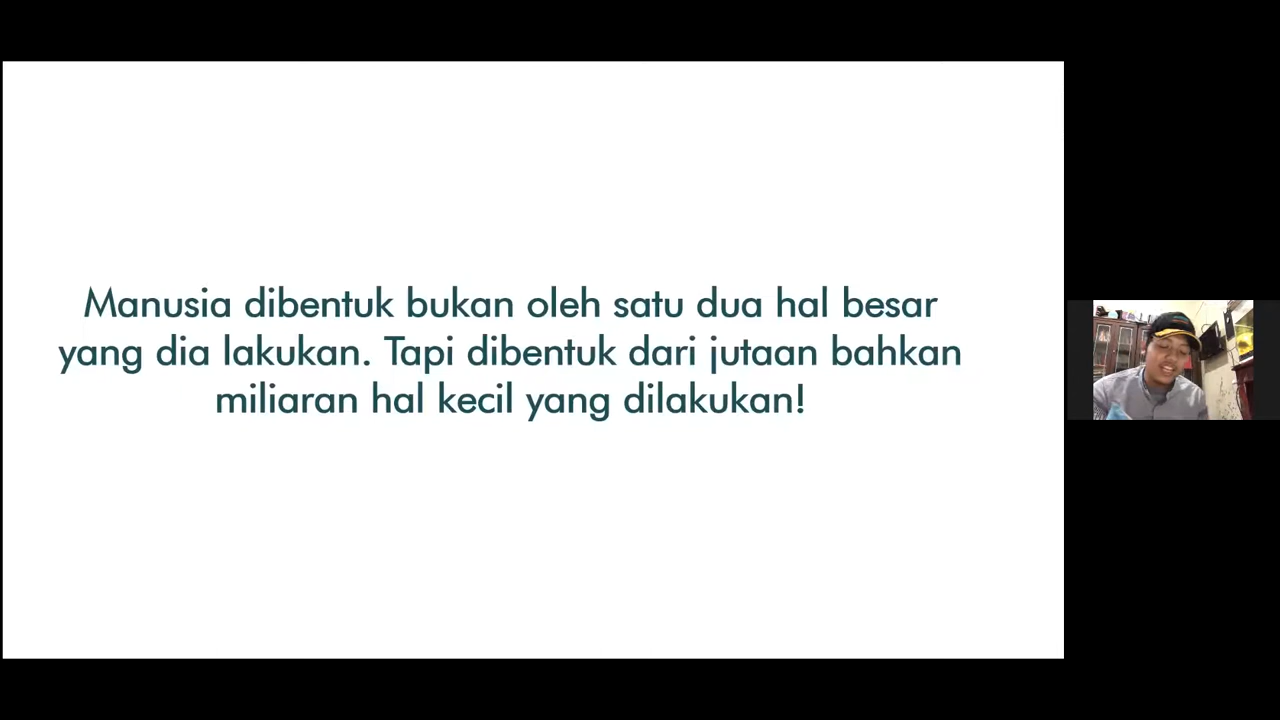 Manusia dibentuk bukan oleh satu dua hal besar
yang dia lakukan. Tapi dibentuk dari jutaan bahkan
miliaran hal kecil yang dilakukan!